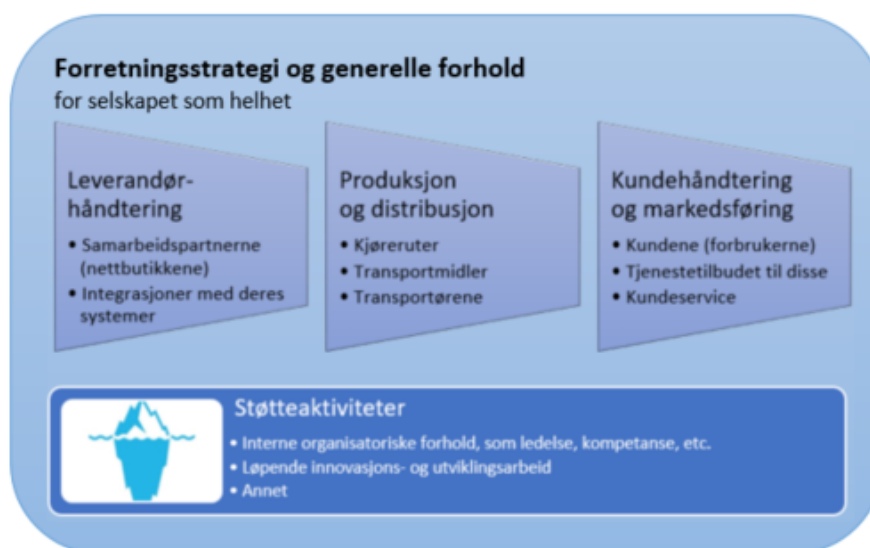 Forretningsstrategi og generelle forhold
for selskapet som helhet
Leverandør-
håndtering
• Samarbeidspartnerne
(nettbutikkene)
• Integrasjoner med deres
systemer
Produksjon
og distribusjon
• Kjøreruter
• Transportmidler
• Transportørene
Kundehåndtering
og markedsføring
• Kundene (forbrukerne)
• Tjenestetilbudet til disse
• Kundeservice
Støtteaktiviteter
• Interne organisatoriske forhold, som ledelse, kompetanse, etc.
• Løpende innovasjons- og utviklingsarbeid
• Annet